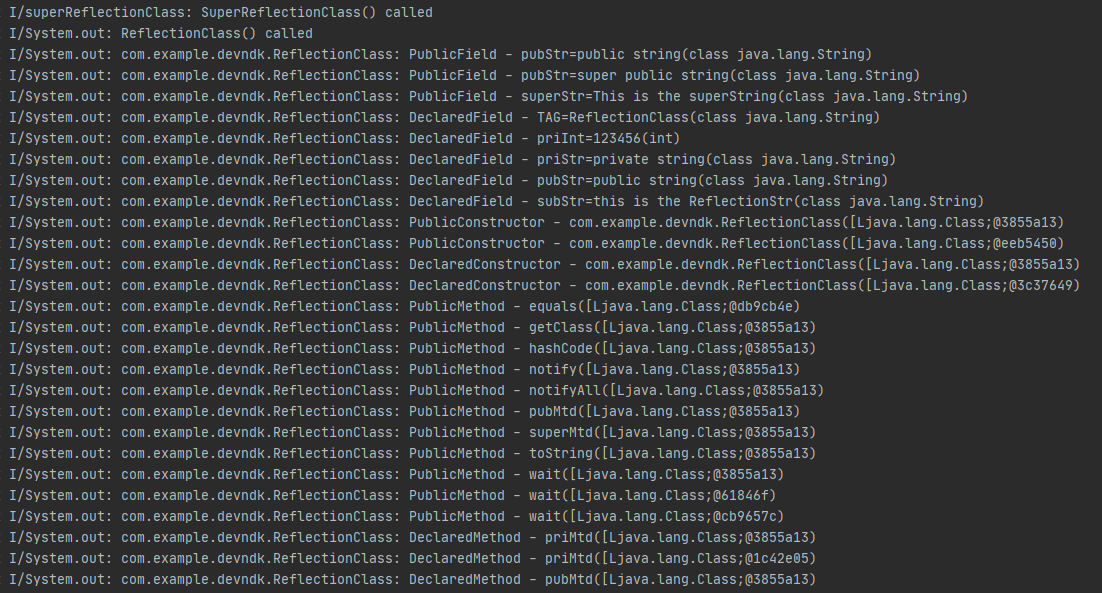 I/superReflectionClass: SuperReflectionClass() called
I/System.out: ReflectionClass() called
I/System.out: com.example.devndk.ReflectionClass: PublicField - pubStr=public string(class java.lang.String)
I/System.out: com.example.devndk.ReflectionClass: PublicField - pubStr=super public string(class java.lang.String)
I/System.out: com.example.devndk.ReflectionClass: PublicField - superStr=This is the superString(class java.lang.String)
I/System.out: com.example.devndk.ReflectionClass: DeclaredField - TAG=ReflectionClass(class java.lang.String)
I/System.out: com.example.devndk.ReflectionClass: DeclaredField - priInt=123456(int)
I/System.out: com.example.devndk.ReflectionClass: DeclaredField - priStr=private string(class java.lang.String)
I/System.out: com.example.devndk.ReflectionClass: DeclaredField - pubStr=public string(class java.lang.String)
I/System.out: com.example.devndk.ReflectionClass: DeclaredField - subStr=this is the ReflectionStr(class java.lang.String)
I/System.out: com.example.devndk.ReflectionClass: PublicConstructor - com.example.devndk.ReflectionClass([Ljava.lang.Class;@3855a13)
I/System.out: com.example.devndk.ReflectionClass: PublicConstructor - com.example.devndk.ReflectionClass([Ljava.lang.Class;@eeb5450)
I/System.out: com.example.devndk.ReflectionClass: DeclaredConstructor - com.example.devndk.ReflectionClass([Ljava.lang.Class;@3855a13)
I/System.out: com.example.devndk.ReflectionClass: DeclaredConstructor - com.example.devndk.ReflectionClass([Ljava.lang.Class;@3c37649)
I/System.out: com.example.devndk.ReflectionClass: PublicMethod - equals([Ljava.lang.Class;@db9cb4e)
I/System.out: com.example.devndk.ReflectionClass: PublicMethod - getClass([Ljava.lang.Class;@3855a13)
I/System.out: com.example.devndk.ReflectionClass: PublicMethod - hashCode([Ljava.lang.Class;@3855a13)
I/System.out: com.example.devndk.ReflectionClass: PublicMethod - notify([Ljava.lang.Class;@3855a13)
I/System.out: com.example.devndk.ReflectionClass: PublicMethod - notifyAll([Ljava.lang.Class;@3855a13)
I/System.out: com.example.devndk.ReflectionClass: PublicMethod - pubMtd([Ljava.lang.Class;@3855a13)
I/System.out: com.example.devndk.ReflectionClass: PublicMethod - superMtd([Ljava.lang.Class;@3855a13)
I/System.out: com.example.devndk.ReflectionClass: PublicMethod - toString([Ljava.lang.Class;@3855a13)
I/System.out: com.example.devndk.ReflectionClass: PublicMethod - wait([Ljava.lang.Class;@3855a13)
I/System.out: com.example.devndk.ReflectionClass: PublicMethod - wait([Ljava.lang.Class;@61846f)
I/System.out: com.example.devndk.ReflectionClass: PublicMethod - wait([Ljava.lang.Class;@cb9657c)
I/System.out: com.example.devndk.ReflectionClass: DeclaredMethod - priMtd([Ljava.lang.Class;@3855a13)
I/System.out: com.example.devndk.ReflectionClass: DeclaredMethod - priMtd([Ljava.lang.Class;@1c42e05)
I/System.out: com.example.devndk.ReflectionClass: DeclaredMethod - pubMtd([Ljava.lang.Class;@3855a13)